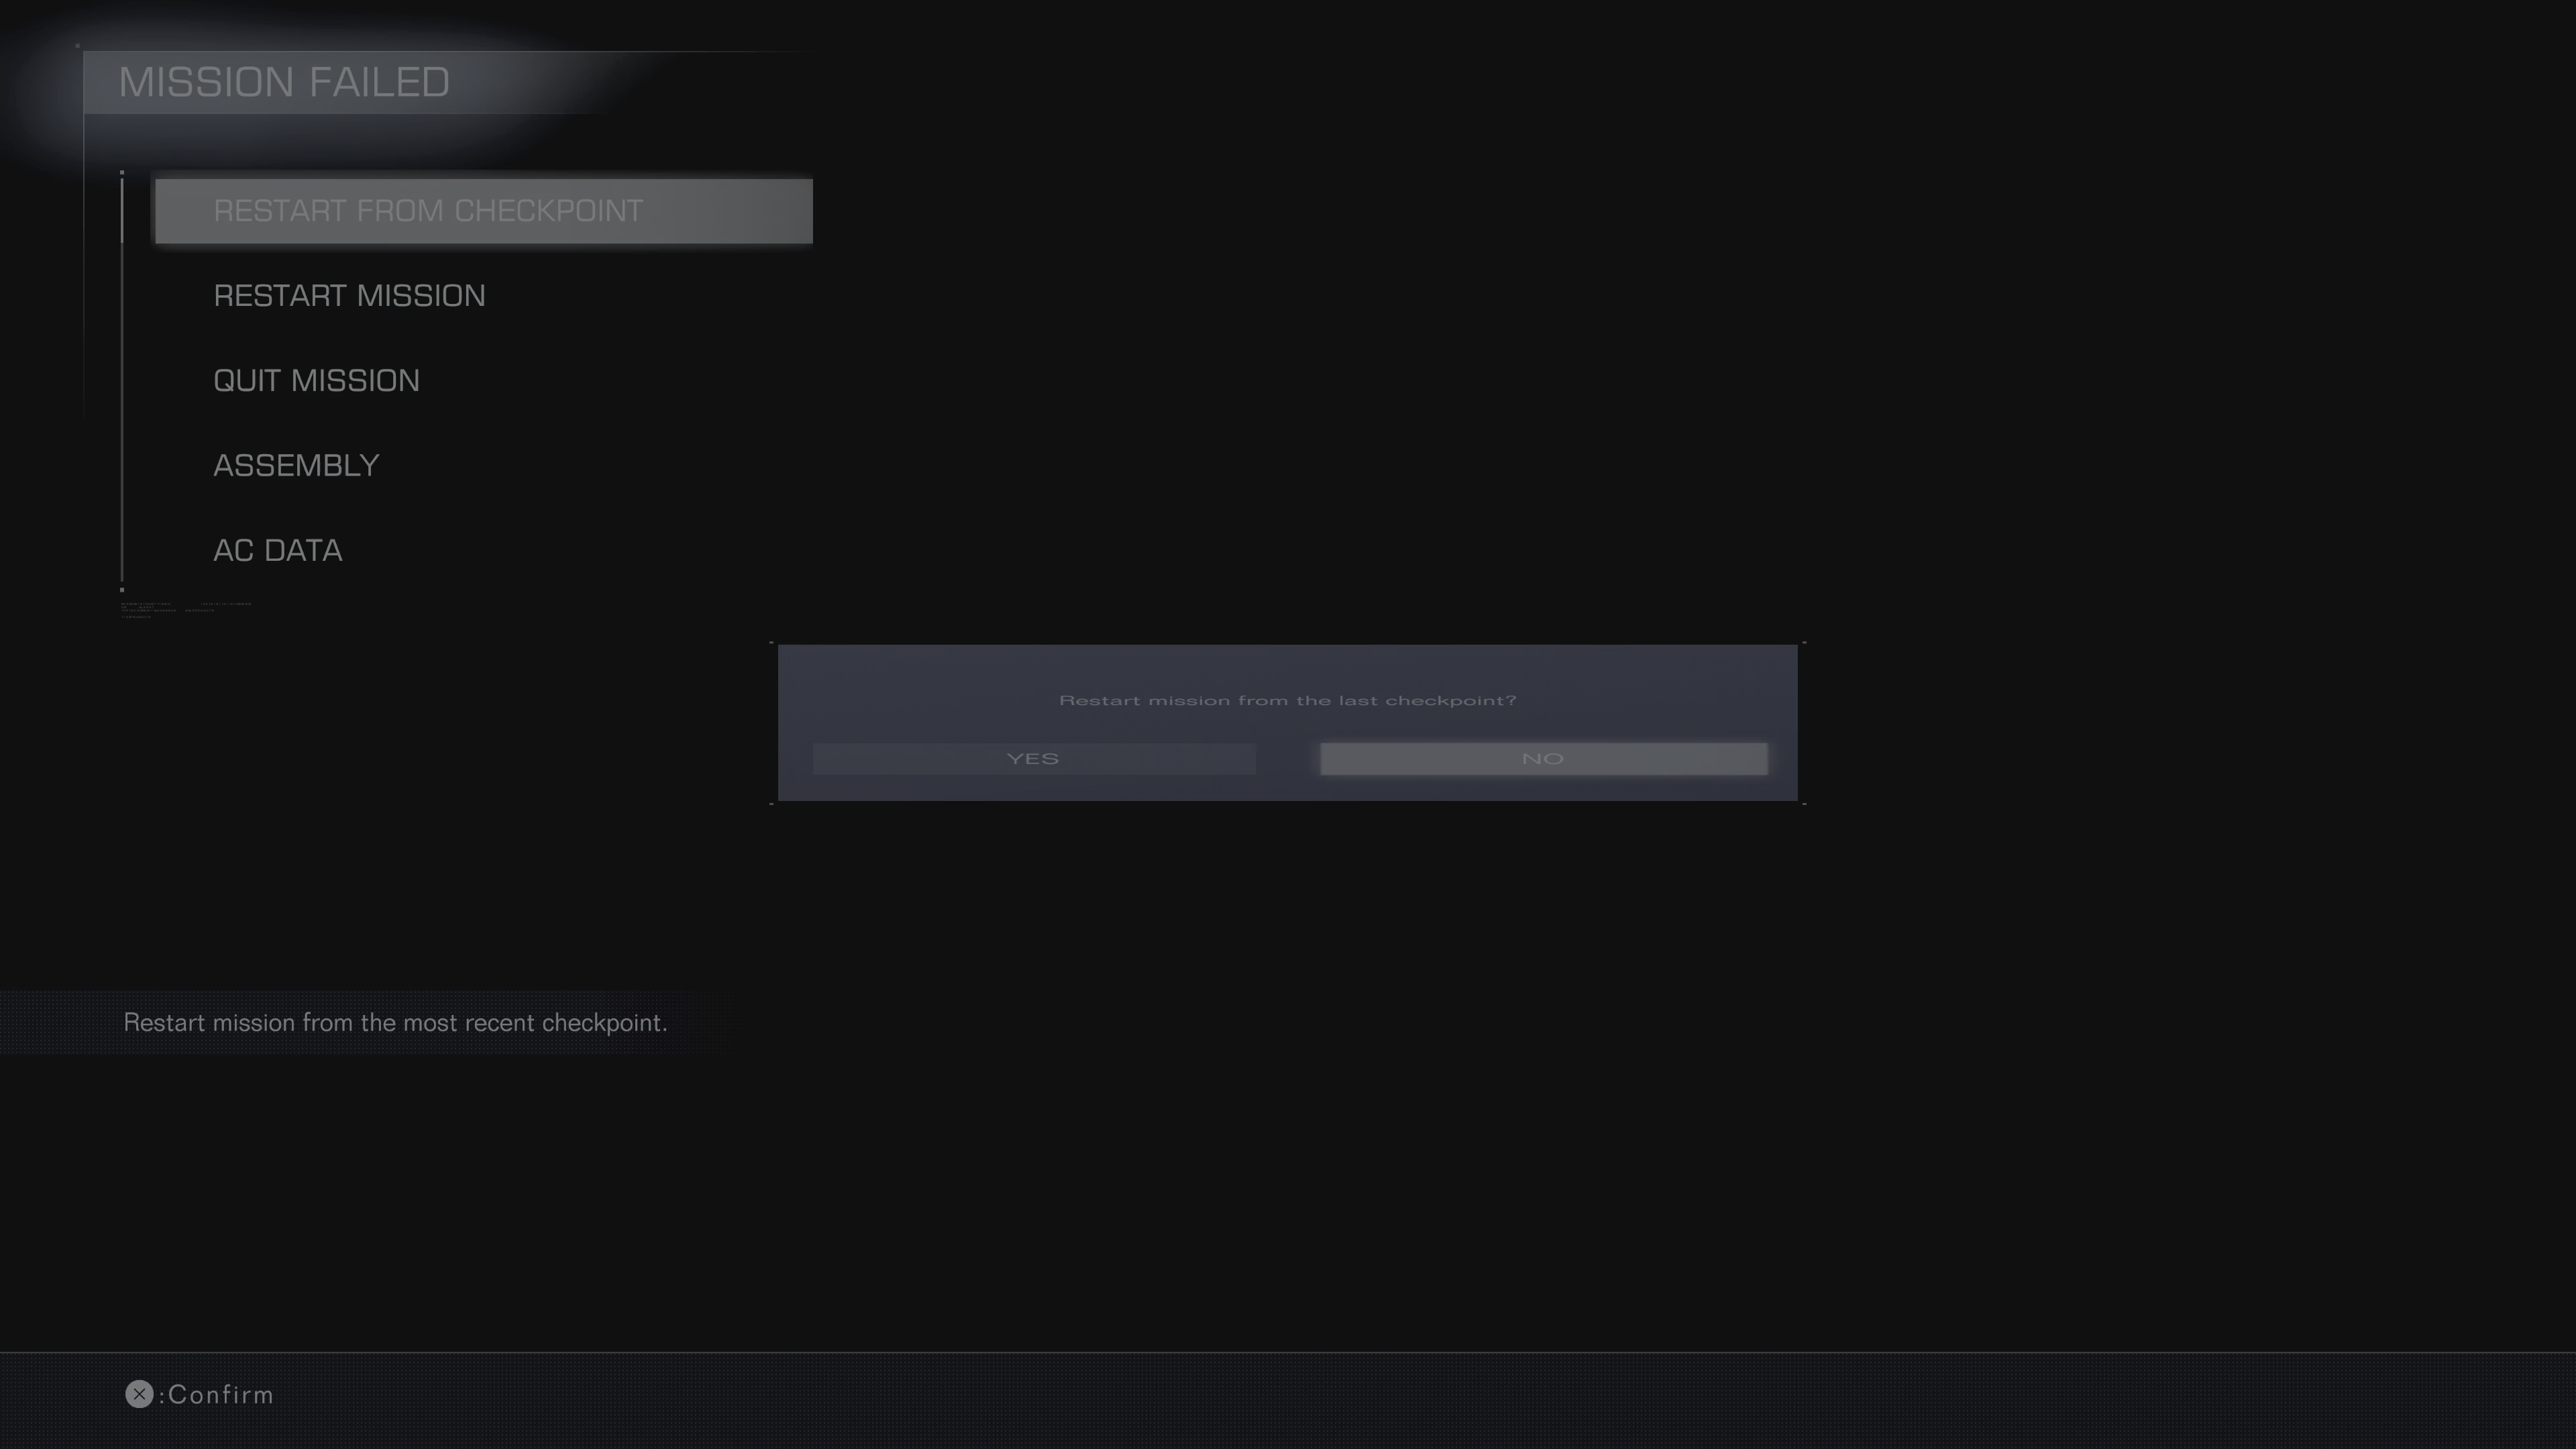 MISSION FAILED
RESTART FROM CHECKPOINT
RESTART MISSION
QUIT MISSION
ASSEMBLY
AC DATA
Restart mission from the last checkpoint?
YES NO
Restart mission from the most recent checkpoint.
:Confirm